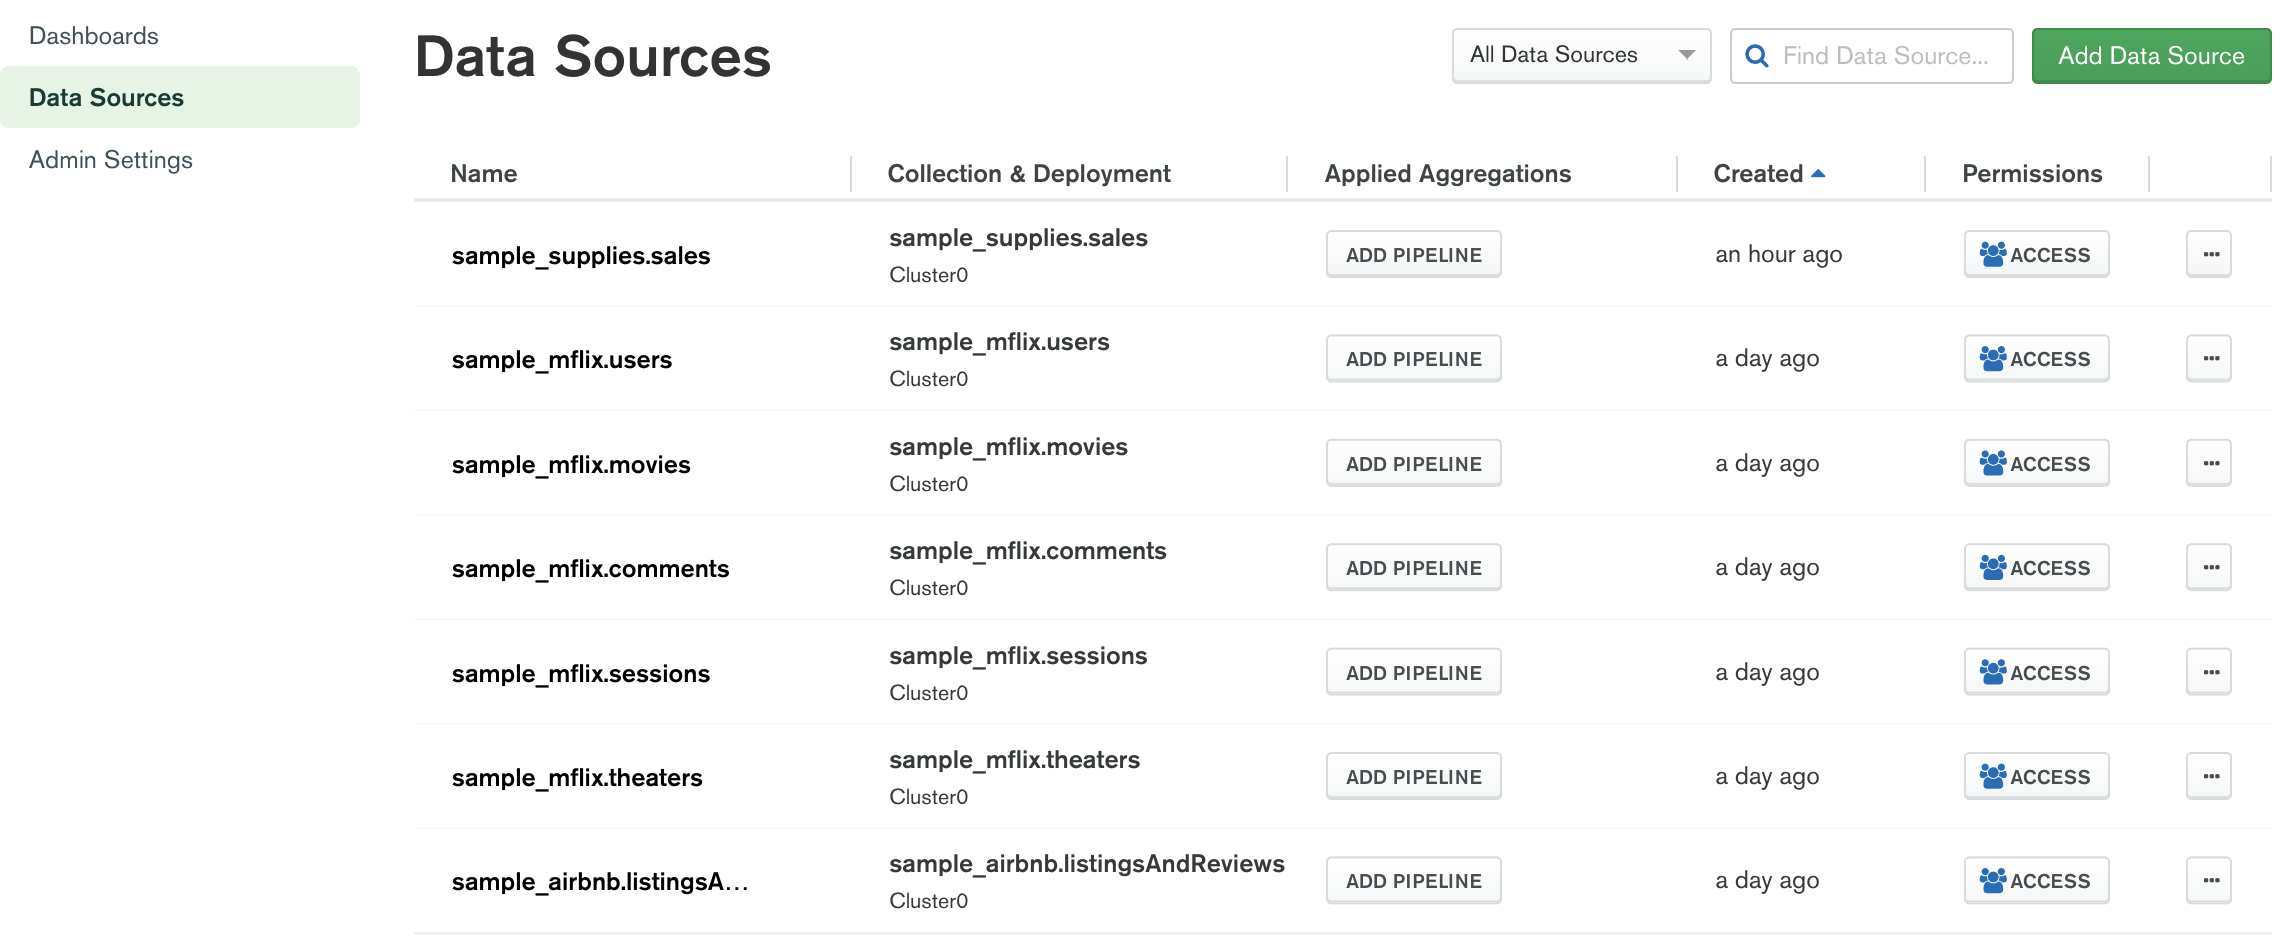 Dashboards
Data Sources
Admin Settings
Data Sources
All Data Sources
Find Data Source...
Add Data Source
Name Collection & Deployment Applied Aggregations Created Permissions
sample_supplies.sales sample_supplies.sales ADD PIPELINE an hour ago ACCESS ...
Cluster0
sample_mflix.users sample_mflix.users ADD PIPELINE a day ago ACCESS ...
Cluster0
sample_mflix.movies sample_mflix.movies ADD PIPELINE a day ago ACCESS ...
Cluster0
sample_mflix.comments sample_mflix.comments ADD PIPELINE a day ago ACCESS ...
Cluster0
sample_mflix.sessions sample_mflix.sessions ADD PIPELINE a day ago ACCESS ...
Cluster0
sample_mflix.theaters sample_mflix.theaters ADD PIPELINE a day ago ACCESS ...
Cluster0
sample_airbnb.listingsA... sample_airbnb.listingsAndReviews ADD PIPELINE a day ago ACCESS ...
Cluster0